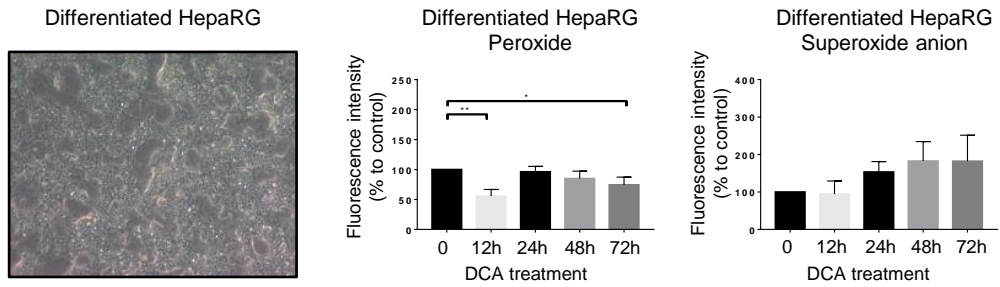 Differentiated HepaRG
Differentiated HepaRG
Peroxide
Fluorescence intensity
(% to control)
250
200
150
100
50
0
*
**
0 12h 24h 48h 72h
DCA treatment
Differentiated HepaRG
Superoxide anion
Fluorescence intensity
(% to control)
400
300
200
100
0
0 12h 24h 48h 72h
DCA treatment